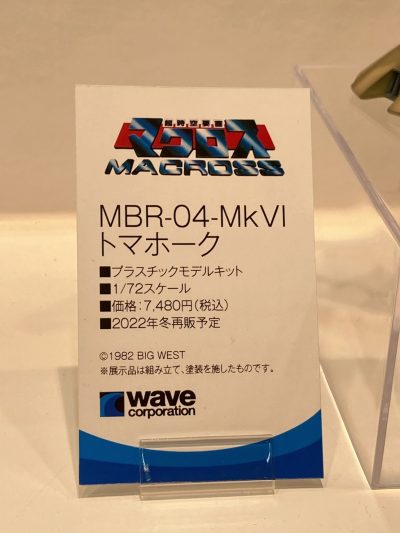 超時空要塞
マクロス
MACROSS
MBR-04-MkVI
トマホーク
■プラスチックモデルキット
■1/72スケール
■価格：7,480円(税込)
■2022年冬再販予定
©1982 BIG WEST
※展示品は組み立て、塗装を施したものです。
wave
corporation